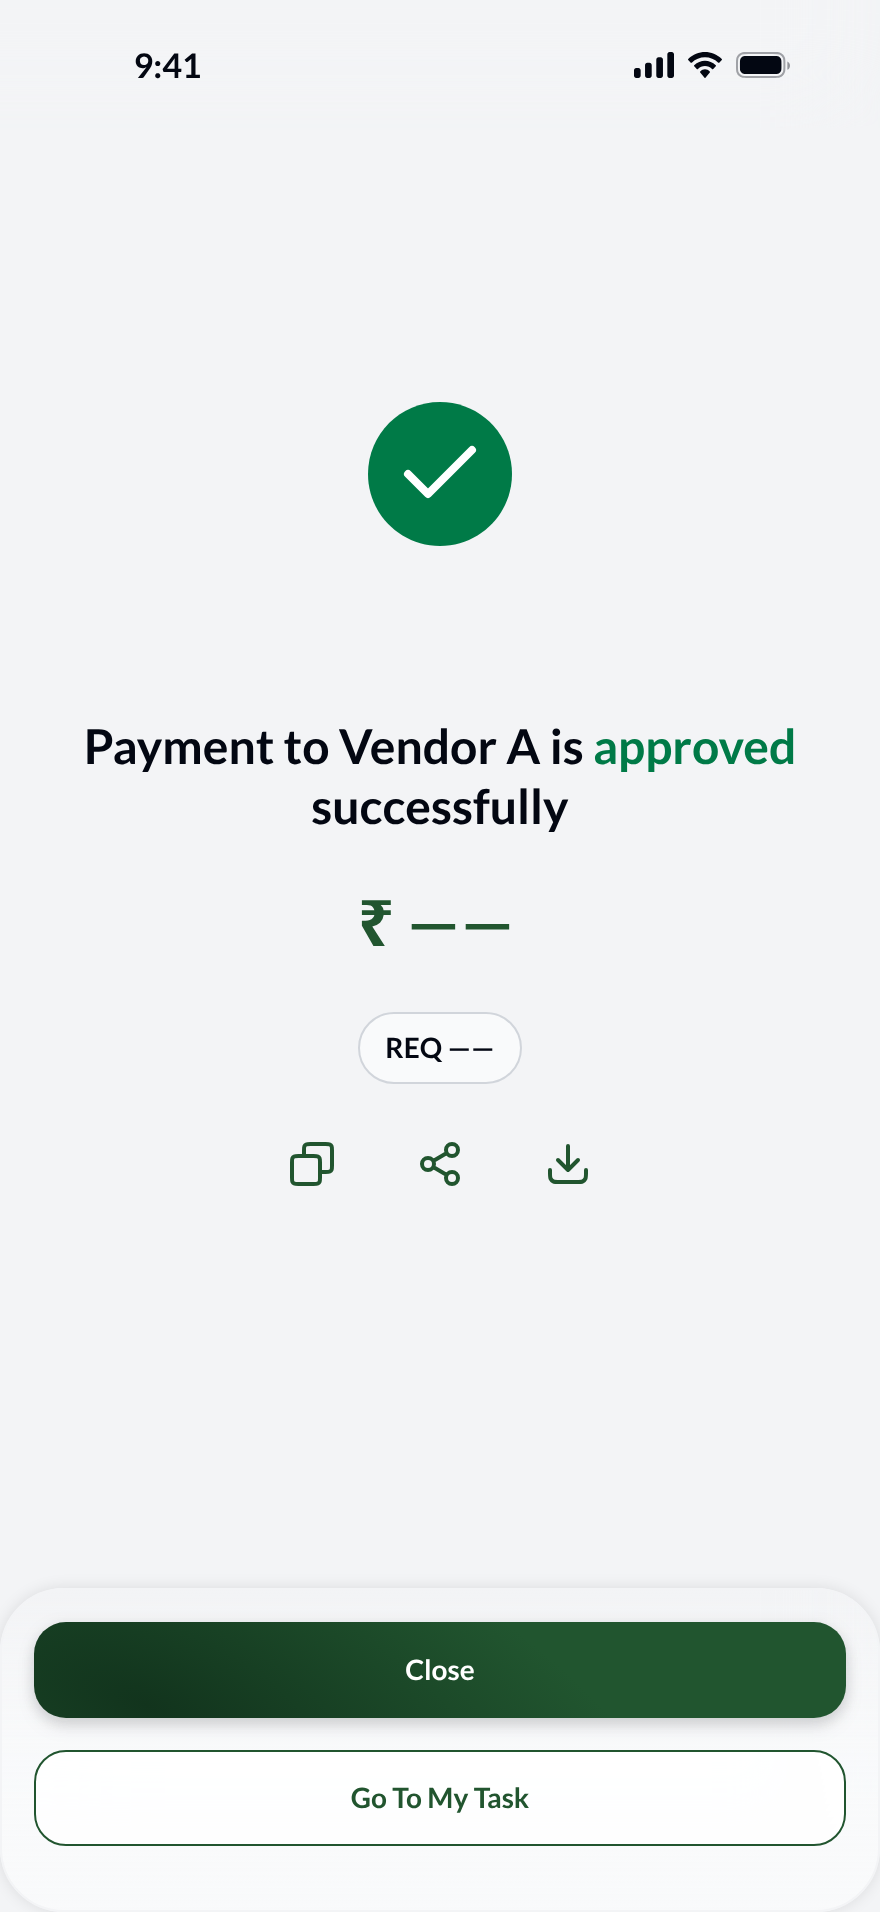 9:41
Payment to Vendor A is approved
successfully
₹ ——
REQ ——
Close
Go To My Task